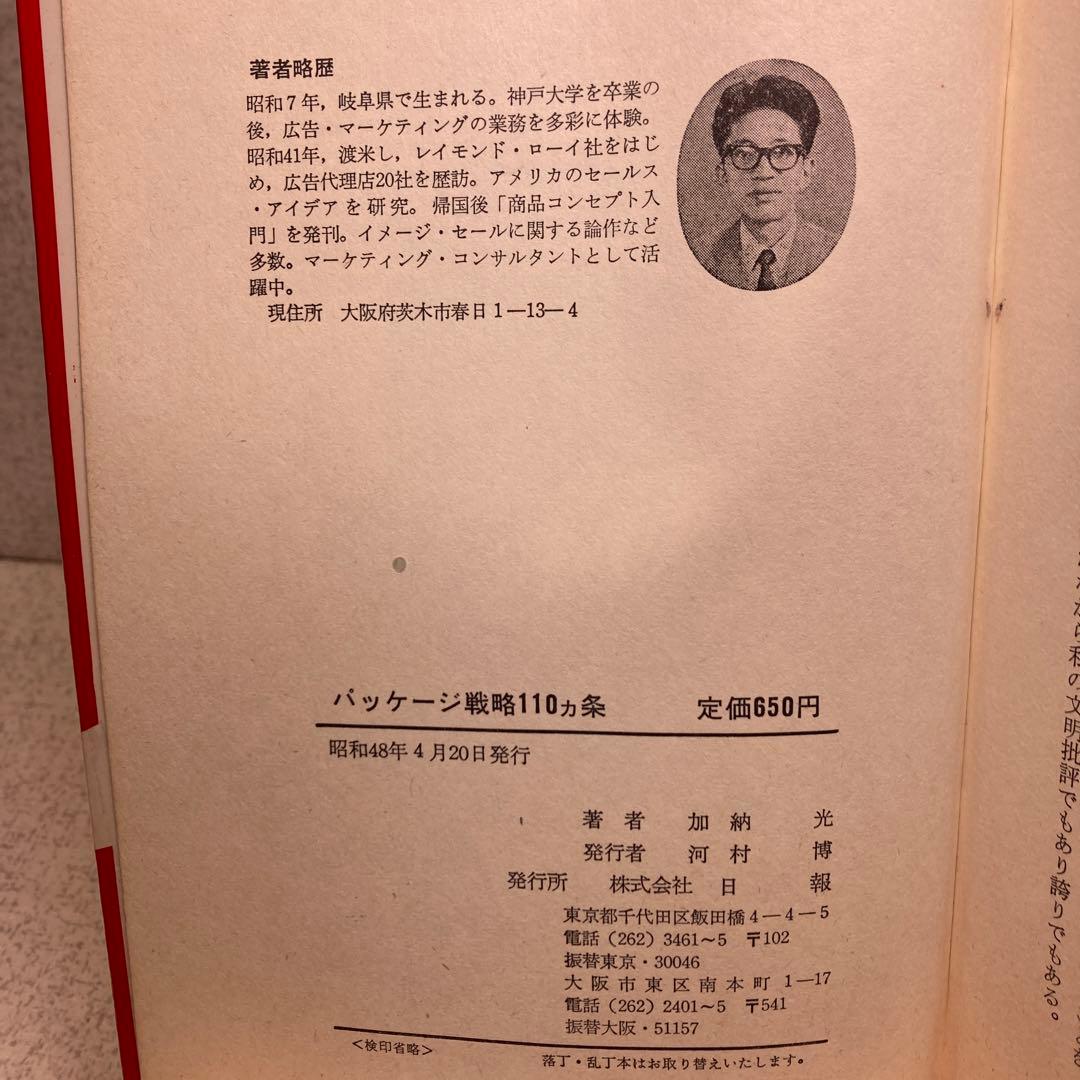 著者略歴
昭和7年，岐阜県で生まれる。神戸大学を卒業の
後，広告・マーケティングの業務を多彩に体験。
昭和41年，渡米し，レイモンド・ローイ社をはじ
め，広告代理店20社を歴訪。アメリカのセールス
・アイデアを研究。帰国後「商品コンセプト入
門」を発刊。イメージ・セールに関する論作など
多数。マーケティング・コンサルタントとして活
躍中。
現住所　大阪府茨木市春日1―13―4
パッケージ戦略110ヵ条　定価650円
昭和48年4月20日発行
著者　加納　光
発行者　河村　博
発行所　株式会社　日報
東京都千代田区飯田橋4―4―5
電話（262）3461～5　〒102
振替東京・30046
大阪市東区南本町1―17
電話（262）2401～5　〒541
振替大阪・51157
＜検印省略＞
落丁・乱丁本はお取り替えいたします。
文明批評でもあり誇りでもある。